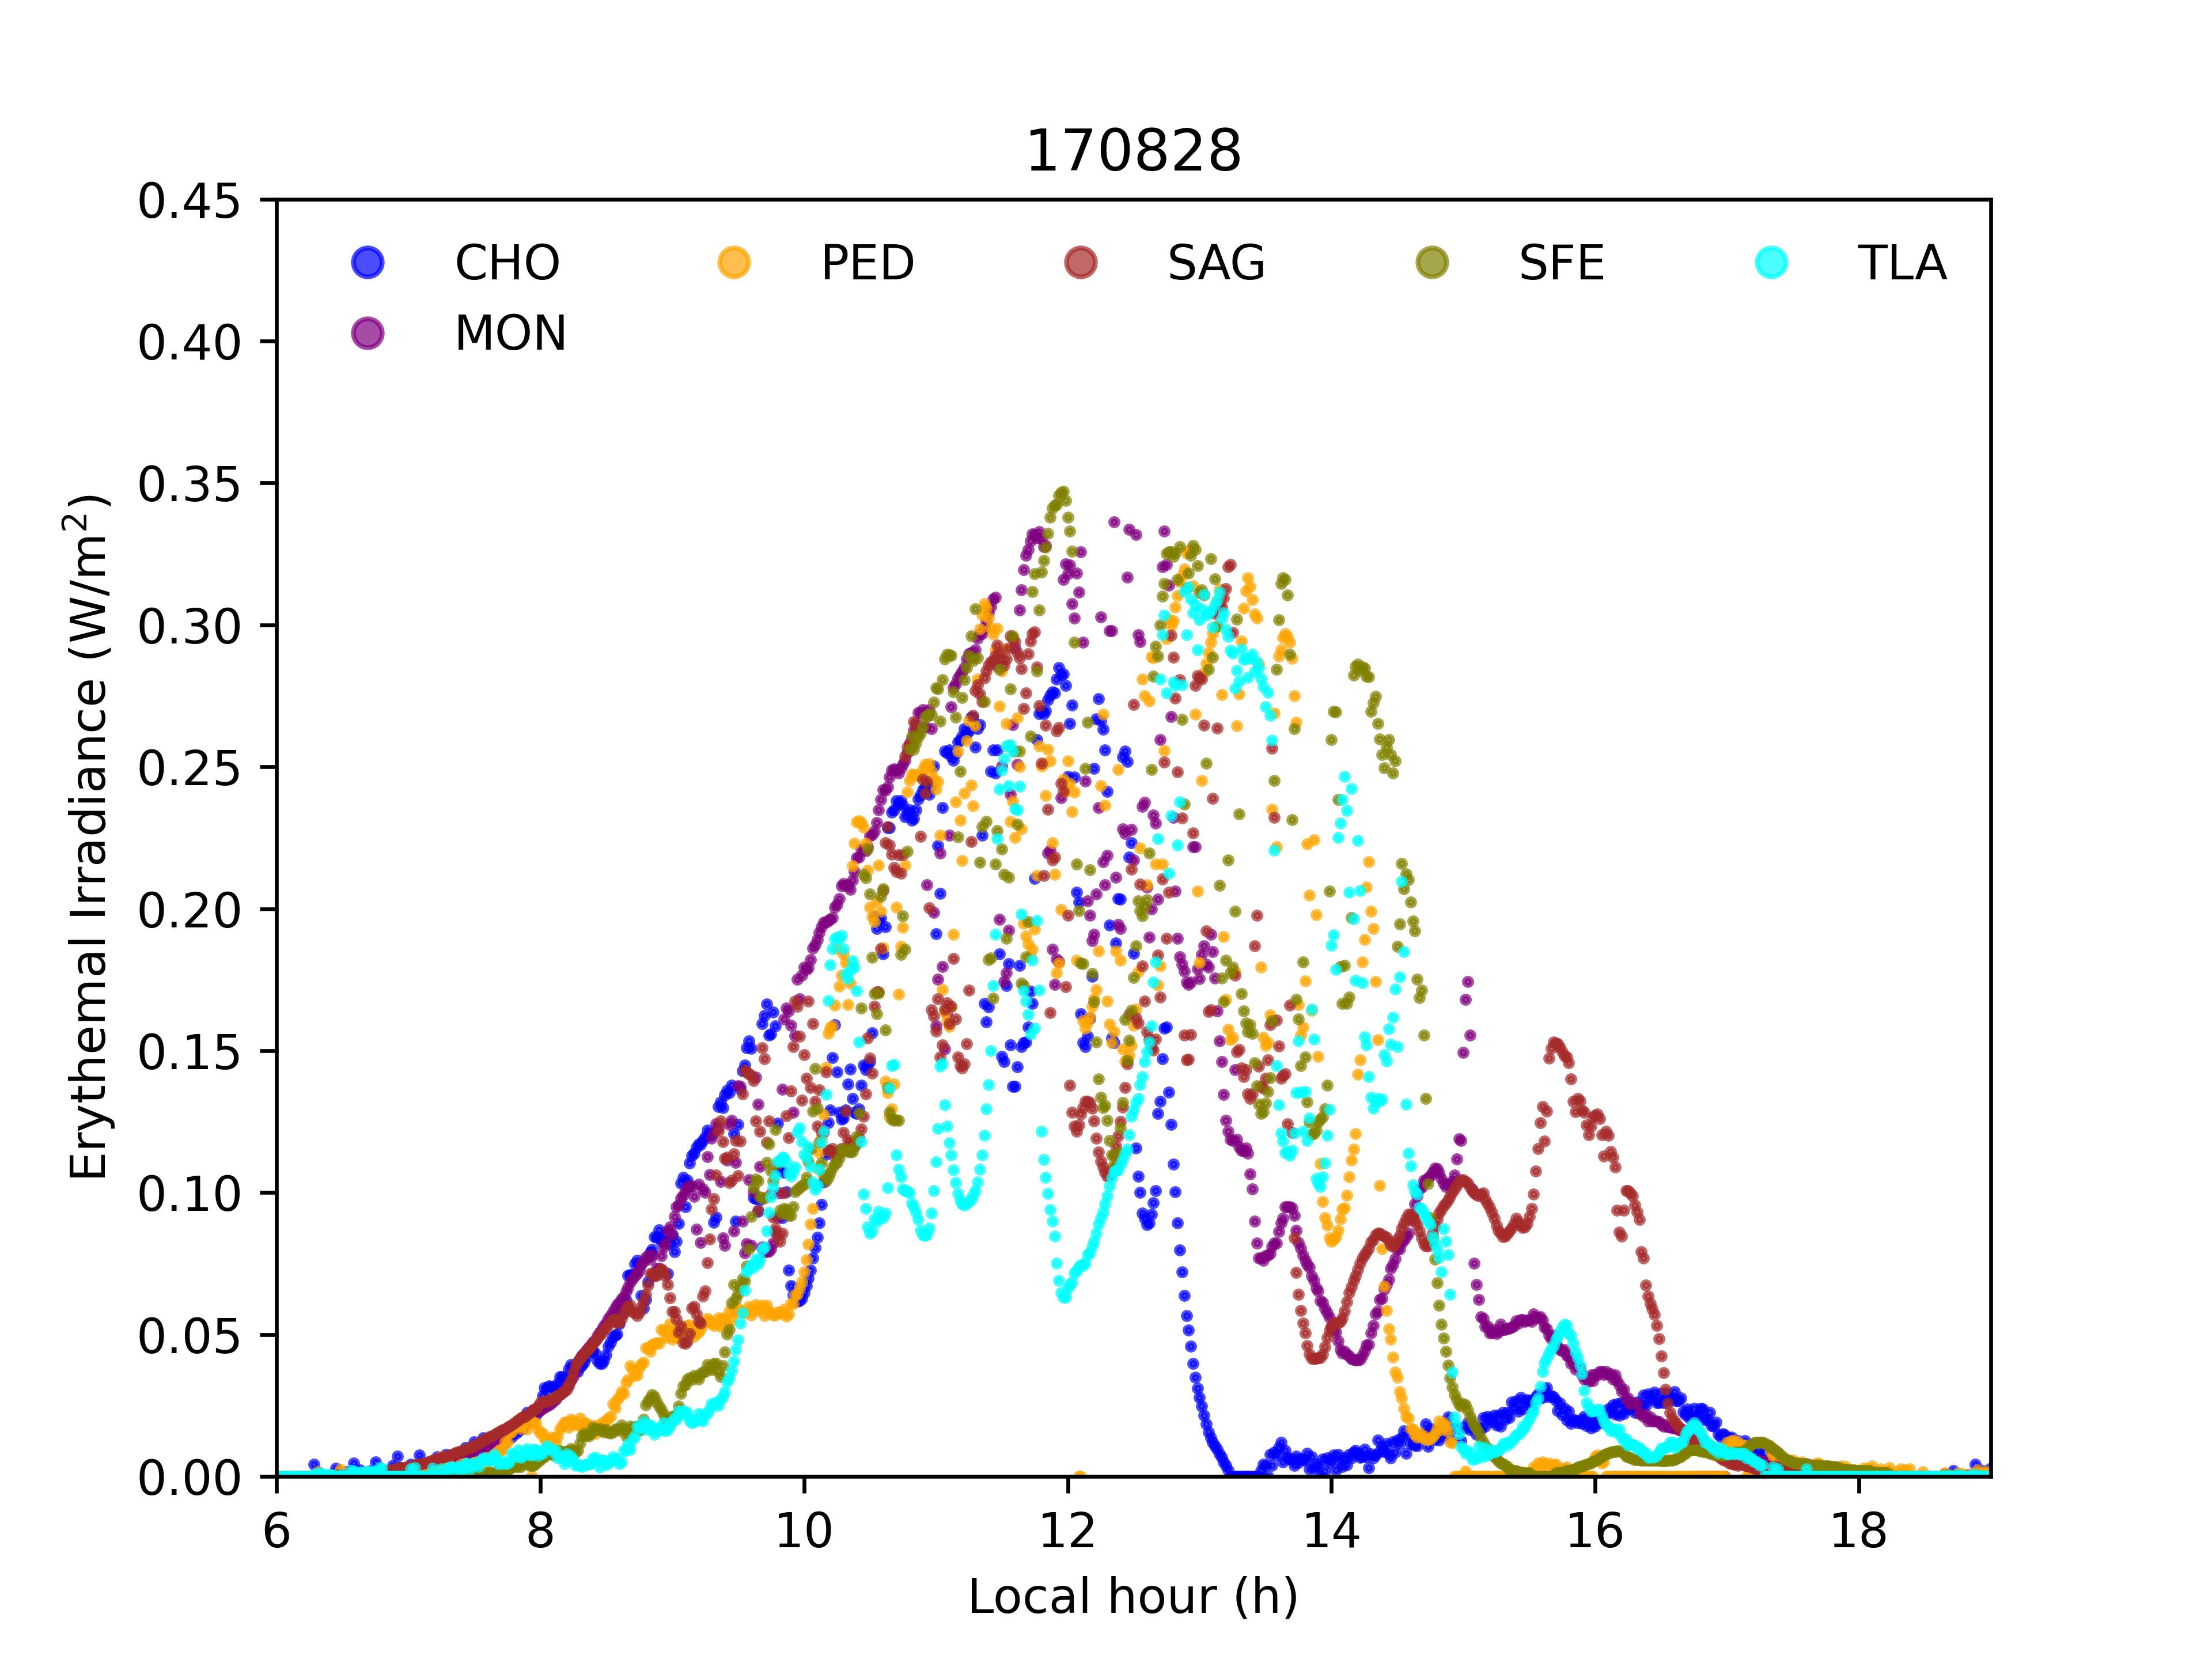 170828
0.45
0.40
0.35
0.30
0.25
0.20
0.15
0.10
0.05
0.00
Erythemal Irradiance (W/m²)
CHO PED SAG SFE TLA
MON
6 8 10 12 14 16 18
Local hour (h)